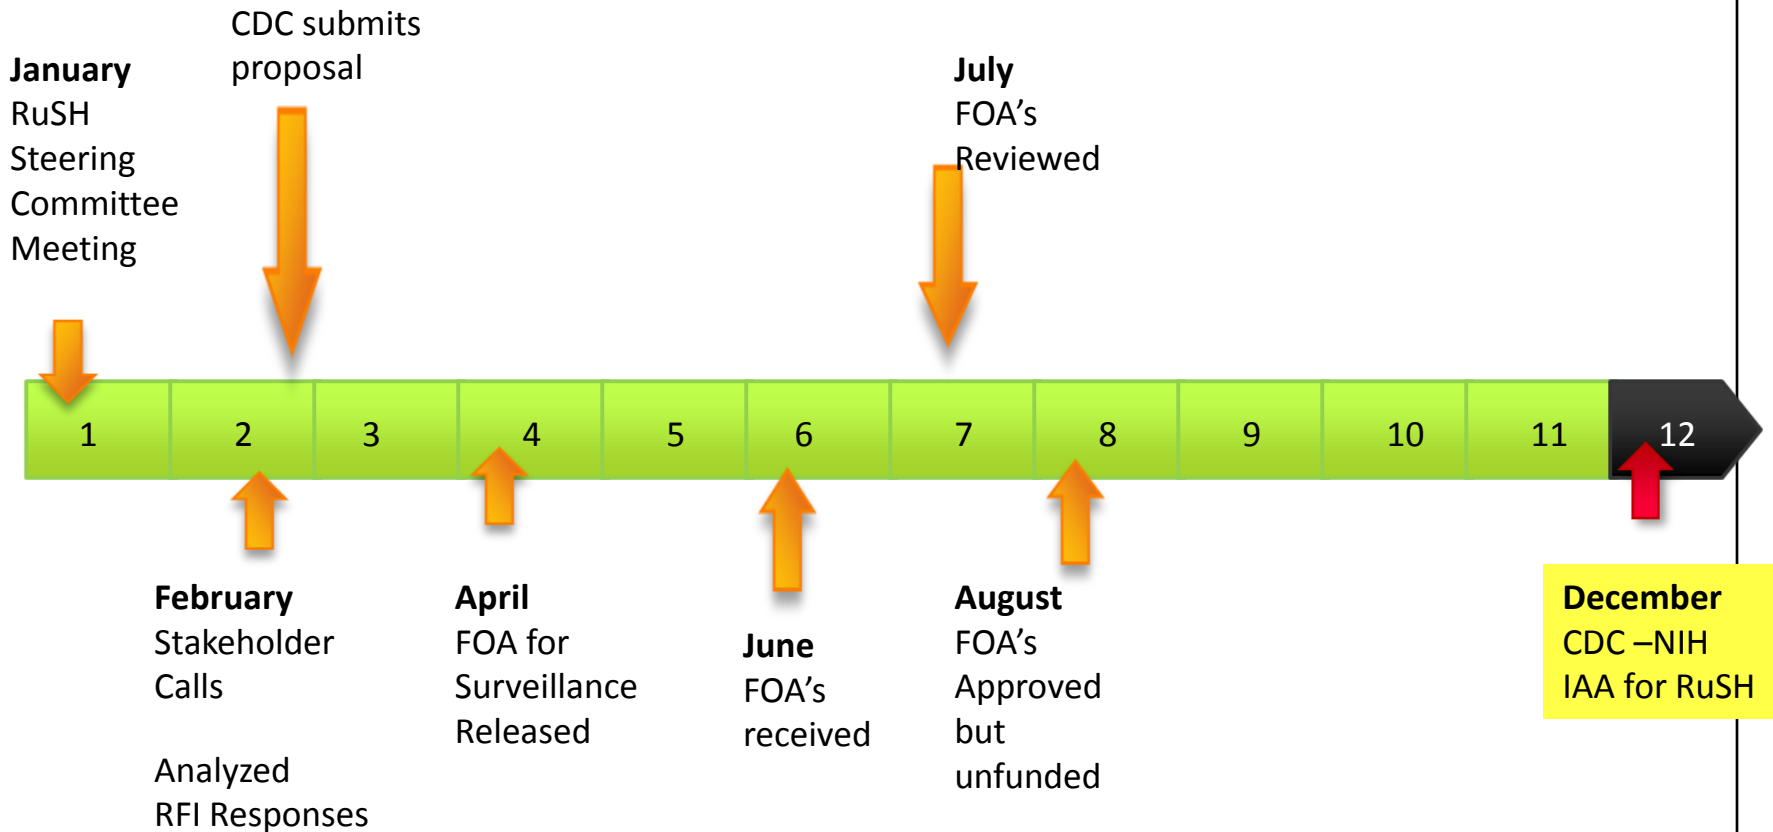 CDC submits
proposal
January
RuSH
Steering
Committee
Meeting
July
FOA's
Reviewed
1 2 3 4 5 6 7 8 9 10 11 12
February
Stakeholder
Calls
Analyzed
RFI Responses
April
FOA for
Surveillance
Released
June
FOA's
received
August
FOA's
Approved
but
unfunded
December
CDC –NIH
IAA for RuSH